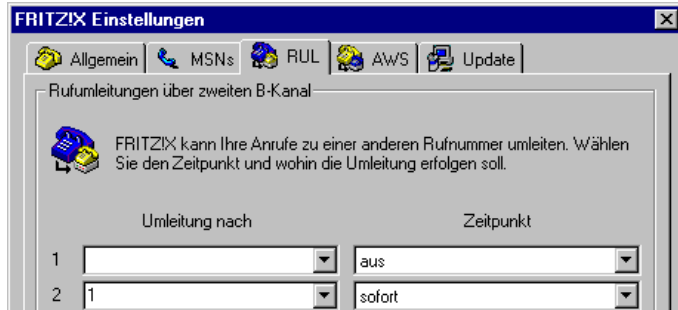 FRITZ!X Einstellungen
Allgemein MSNs RUL AWS Update
Rufumleitungen über zweiten B-Kanal
FRITZ!X kann Ihre Anrufe zu einer anderen Rufnummer umleiten. Wählen
Sie den Zeitpunkt und wohin die Umleitung erfolgen soll.
Umleitung nach Zeitpunkt
1 aus
2 1 sofort